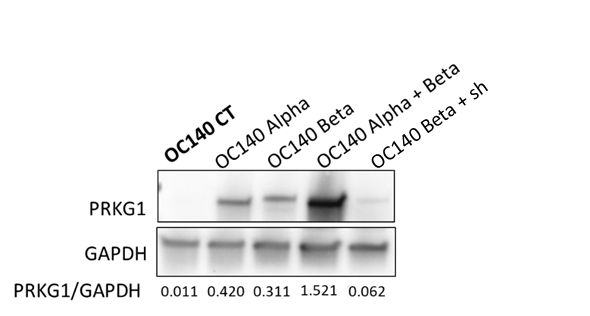 OC140 CT
OC140 Alpha
OC140 Beta
OC140 Alpha + Beta
OC140 Beta + sh
PRKG1
GAPDH
PRKG1/GAPDH 0.011 0.420 0.311 1.521 0.062